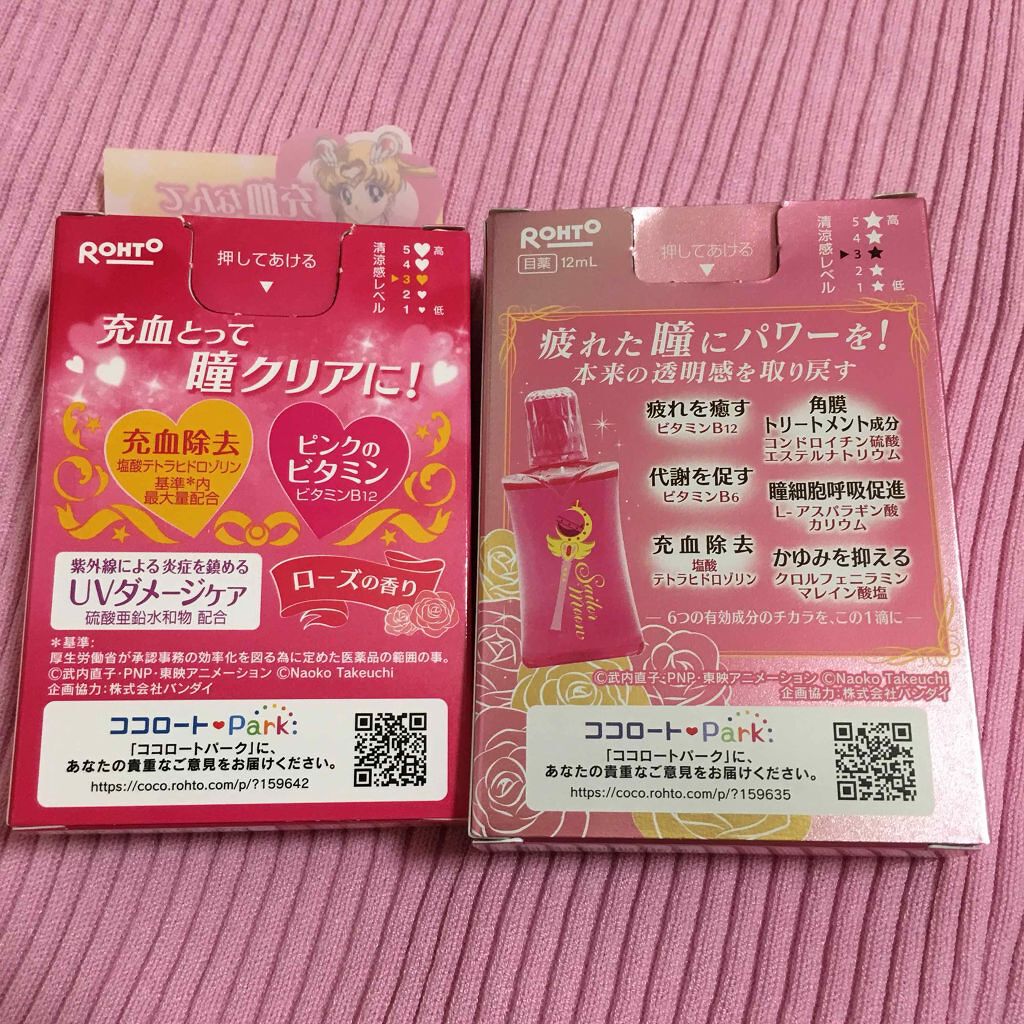 充血なんて
ROHTO
押してあける
清涼感レベル
5 高
4
3
2
1 低
充血とって
瞳クリアに!
充血除去
塩酸テトラヒドロゾリン
基準*内
最大量配合
ピンクの
ビタミン
ビタミンB12
紫外線による炎症を鎮める
UVダメージケア
硫酸亜鉛水和物 配合
ローズの香り
*基準:
厚生労働省が承認事務の効率化を図る為に定めた医薬品の範囲の事。
©武内直子・PNP・東映アニメーション ©Naoko Takeuchi
企画協力:株式会社バンダイ
ココロートPark:
「ココロートパーク」に、
あなたの貴重なご意見をお届けください。
https://coco.rohto.com/p/?159642
ROHTO
目薬 12mL
押してあける
清涼感レベル
5 高
4
3
2
1 低
疲れた瞳にパワーを!
本来の透明感を取り戻す
疲れを癒す
ビタミンB12
代謝を促す
ビタミンB6
充血除去
塩酸
テトラヒドロゾリン
角膜
トリートメント成分
コンドロイチン硫酸
エステルナトリウム
瞳細胞呼吸促進
L-アスパラギン酸
カリウム
かゆみを抑える
クロルフェニラミン
マレイン酸塩
Sailor
Moon
6つの有効成分のチカラを、この1滴に
©武内直子・PNP・東映アニメーション ©Naoko Takeuchi
企画協力:株式会社バンダイ
ココロートPark:
「ココロートパーク」に、
あなたの貴重なご意見をお届けください。
https://coco.rohto.com/p/?159635